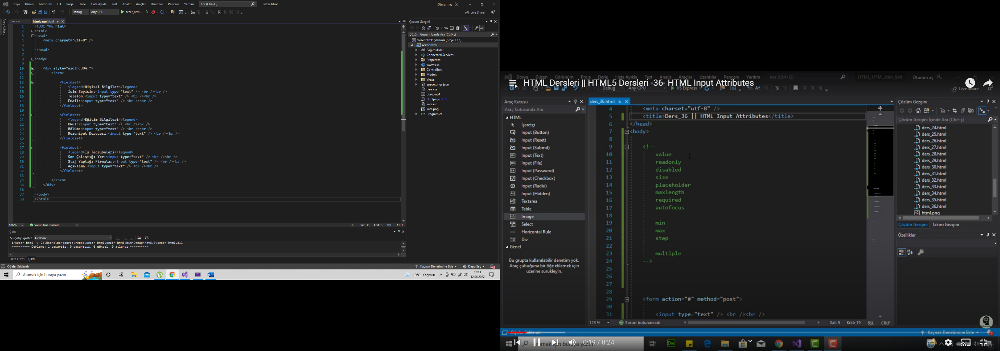 Dosya Düzen Görünüm Git Proje Derle Hata Ayıkla Test Analiz Araçlar Uzantılar Pencere Yardım Ara (Ctrl+Q) sezer html Oturum aç
Debug Any CPU sezer_html Live Share
Araç Kutusu
ders.css htmlpage.html
1 <!DOCTYPE html>
2 <html>
3 <head>
4 <meta charset="utf-8" />
5
6 </head>
7
8 <body>
9
10 <div style="width:30%;">
11 <form>
12
13 <fieldset>
14 <legend>Kişisel Bilgiler</legend>
15 İsim Soyisim:<input type="text" /> <br /><br />
16 Telefon:<input type="text" /> <br /><br />
17 Email:<input type="text" /> <br /><br />
18 </fieldset>
19
20 <fieldset>
21 <legend>Eğitim Bilgileri</legend>
22 Okul:<input type="text" /> <br /><br />
23 Bölüm:<input type="text" /> <br /><br />
24 Mezuniyet Derecesi:<input type="text" /> <br /><br />
25 </fieldset>
26
27 <fieldset>
28 <legend>İş Tecrübeleri</legend>
29 Son Çalıştığı Yer:<input type="text" /> <br /><br />
30 Staj Yaptığı Firmalar:<input type="text" /> <br /><br />
31 Açıklama:<input type="text" /> <br /><br />
32 </fieldset>
33
34 </form>
35 </div>
36
37 </body>
38 </html>
106 % Sorun bulunamadı Sat: 38 Krkt: 8 BŞL CRLF
Çıktı
Şu çıktıyı göster: Derleme
1>sezer html -> C:\Users\pc\source\repos\sezer html\sezer html\bin\Debug\net6.0\sezer html.dll
========== Derleme: 1 başarılı, 0 başarısız, 0 güncel, 0 atlandı ==========
Hata Listesi Çıktı
Çözüm Gezgini
Çözüm Gezgini İçinde Ara (Ctrl+ş)
'sezer html' çözümü (proje 1 / 1)
sezer html
Bağımlılıklar
Connected Services
Properties
wwwroot
Controllers
Models
Views
appsettings.json
ders.css
duru.mp4
htmlpage.html
kare.ico
kare.png
C# Program.cs
Öğeler Saklandı Kaynak Denetimine Ekle Depo Seç 2
Aramak için buraya yazın 19°C Yağmur 12:13
12.06.2022
Dosya Düzen Görünüm Proje Derle Hata Ayıkla Test Analiz Araçlar Uzantılar Pencere Yardım Ara (Ctrl+Q) HTML_HTM...itim_Seti Oturum aç
HTML Dersleri || HTML5 Dersleri -36- HTML Input Attributes
Debug Any CPU IIS Express Live Share
Araç Kutusu
Araç Kutusunda Ara
HTML
İşaretçi
Input (Button)
Input (Reset)
Input (Submit)
Input (Text)
Input (File)
Input (Password)
Input (Checkbox)
Input (Radio)
Input (Hidden)
Textarea
Table
Image
Select
Horizontal Rule
Div
Genel
Bu grupta kullanılabilir denetim yok.
Araç çubuğuna bir öğe eklemek için
üzerine sürükleyin.
ders_36.html
4 <meta charset="utf-8" />
5 <title>Ders_36 || HTML Input Attributes</title>
6 </head>
7 <body>
8
9 <!--
10 value
11 readonly
12 disabled
13 size
14 placeholder
15 maxlength
16 required
17 autofocus
18
19 min
20 max
21 step
22
23 multiple
24 -->
25
26
27
28
29 <form action="#" method="post">
30
31 <input type="text" /> <br /><br />
123 % Sorun bulunamadı Sat: 5 Krkt: 19 BŞL CRLF
Çözüm Gezgini
Çözüm Gezgini İçinde Ara (Ctrl+ş)
ders_24.html
ders_25.html
ders_26.html
ders_27.html
ders_28.html
ders_29.html
ders_30.html
ders_31.html
ders_32.html
ders_33.html
ders_34.html
ders_35.html
ders_36.html
html.png
Çözüm Gezgini Takım Gezgini
Özellikler
Öğeler Saklandı Kaynak Denetimine Ekle 2
Aramak için buraya yazın 0:19 / 8:24 Dw 7